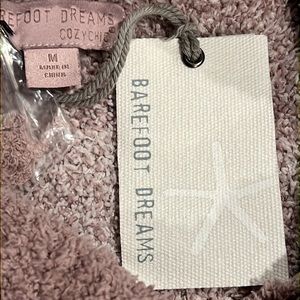 REFOOT DREAMS
COZYCHIC
M
MADE IN
CHINA
BAREFOOT DREAMS